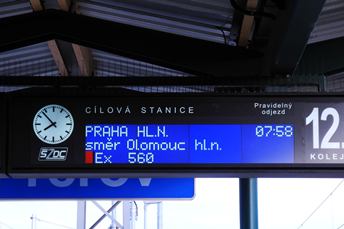 CÍLOVÁ STANICE
Pravidelný
odjezd
PRAHA HL.N. 07:58
směr Olomouc hl.n.
Ex 560
12.
KOLEJ
SŽDC